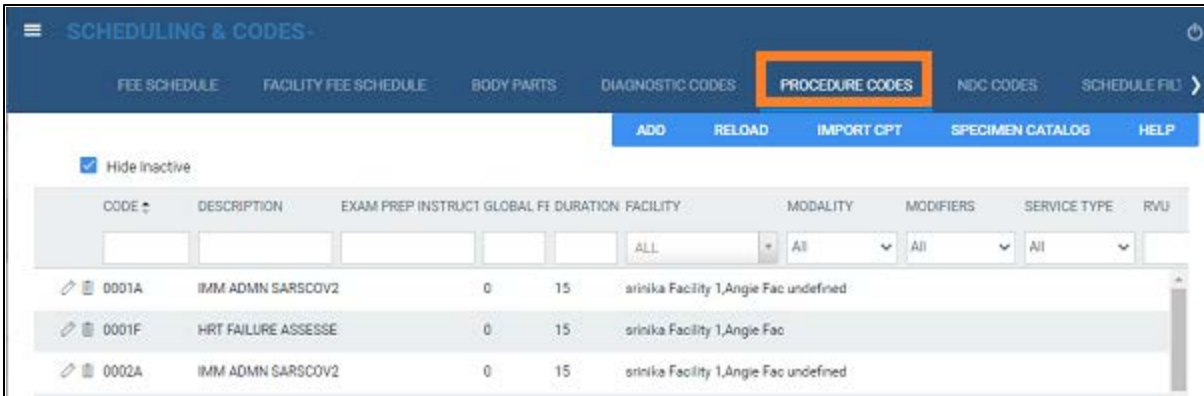 SCHEDULING & CODES-
FEE SCHEDULE FACILITY FEE SCHEDULE BODY PARTS DIAGNOSTIC CODES PROCEDURE CODES NDC CODES SCHEDULE FIL
ADD RELOAD IMPORT CPT SPECIMEN CATALOG HELP
Hide Inactive
CODE DESCRIPTION EXAM PREP INSTRUCT GLOBAL FE DURATION FACILITY MODALITY MODIFIERS SERVICE TYPE RVU
ALL All All All
0001A IMM ADMN SARSCOV2 0 15 srinika Facility 1,Angie Fac undefined
0001F HRT FAILURE ASSESSE 0 15 srinika Facility 1,Angie Fac
0002A IMM ADMN SARSCOV2 0 15 srinika Facility 1,Angie Fac undefined